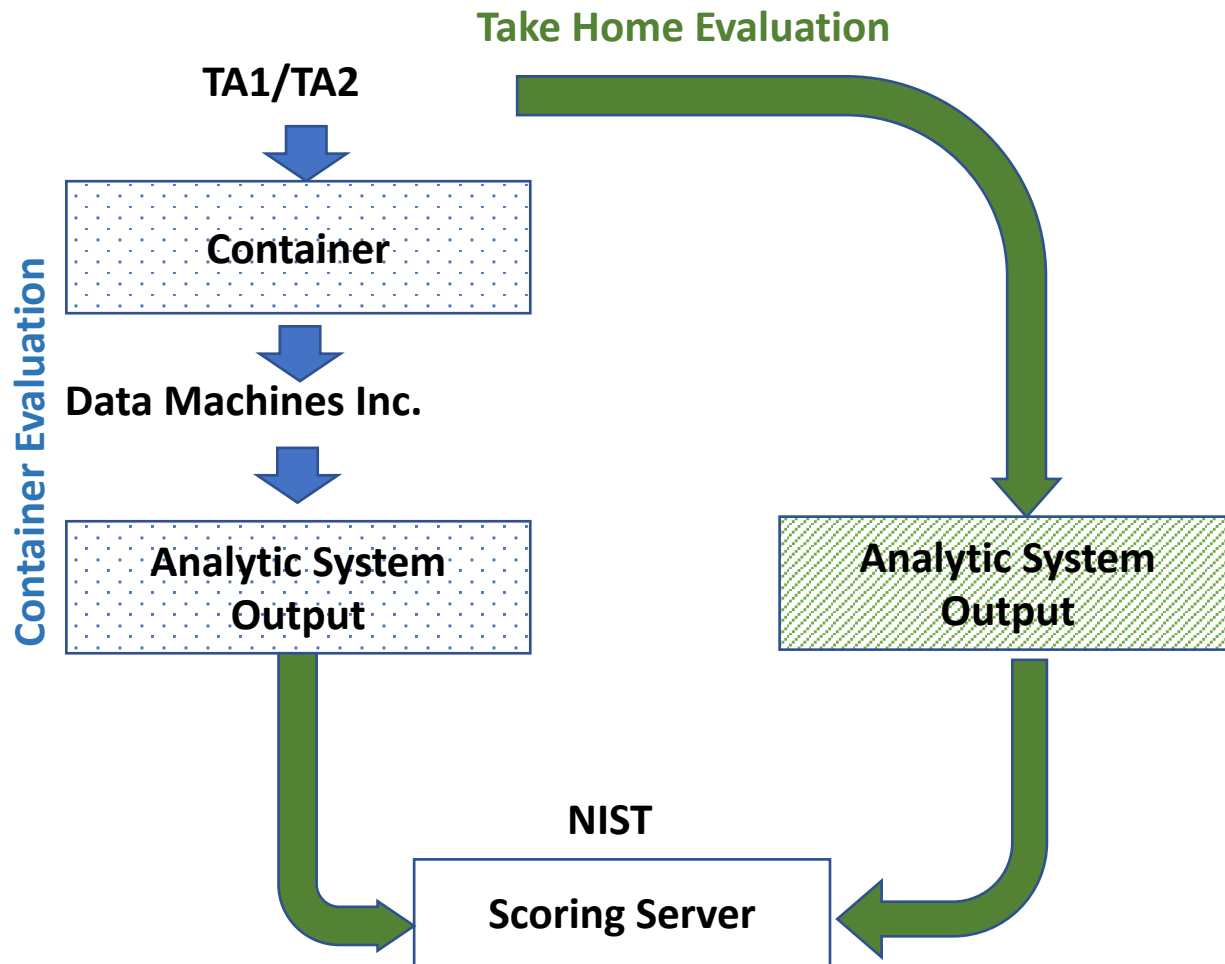 Take Home Evaluation
TA1/TA2
Container
Container Evaluation
Data Machines Inc.
Analytic System
Output
Analytic System
Output
NIST
Scoring Server